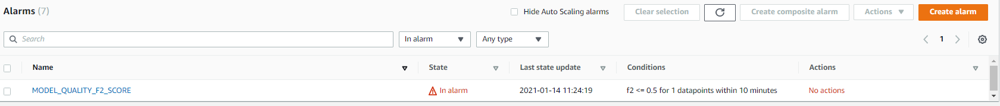 Alarms (7)
Hide Auto Scaling alarms
Clear selection
Create composite alarm
Actions
Create alarm
Search
In alarm
Any type
1
Name State Last state update Conditions Actions
MODEL_QUALITY_F2_SCORE In alarm 2021-01-14 11:24:19 f2 <= 0.5 for 1 datapoints within 10 minutes No actions